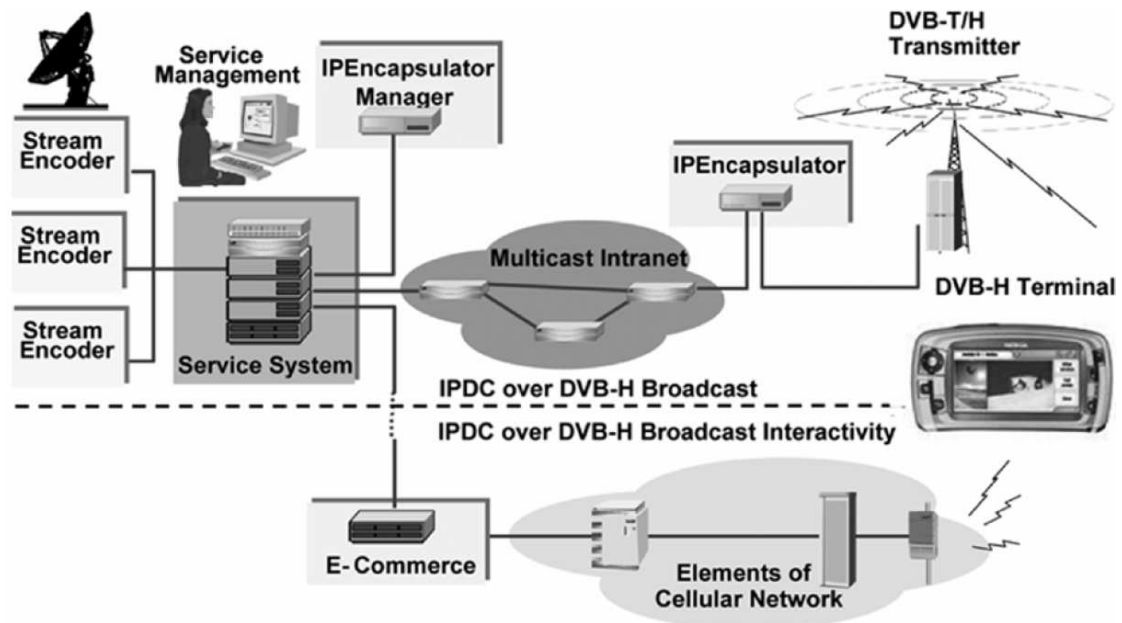 DVB-T/H
Transmitter
Service
Management
IPEncapsulator
Manager
Stream
Encoder
IPEncapsulator
Stream
Encoder
Multicast Intranet
DVB-H Terminal
Stream
Encoder
Service System
NOKIA
IPDC over DVB-H Broadcast
IPDC over DVB-H Broadcast Interactivity
E-Commerce
Elements of
Cellular Network